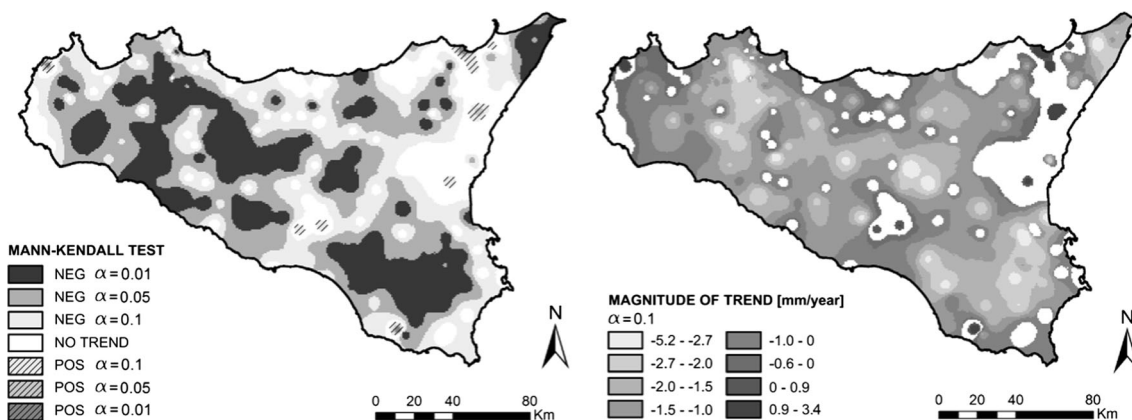 MANN-KENDALL TEST
NEG α=0.01
NEG α=0.05
NEG α=0.1
NO TREND
POS α=0.1
POS α=0.05
POS α=0.01
N
0 20 40 80
Km
MAGNITUDE OF TREND [mm/year]
α=0.1
-5.2 - -2.7
-2.7 - -2.0
-2.0 - -1.5
-1.5 - -1.0
-1.0 - 0
-0.6 - 0
0 - 0.9
0.9 - 3.4
N
0 20 40 80
Km